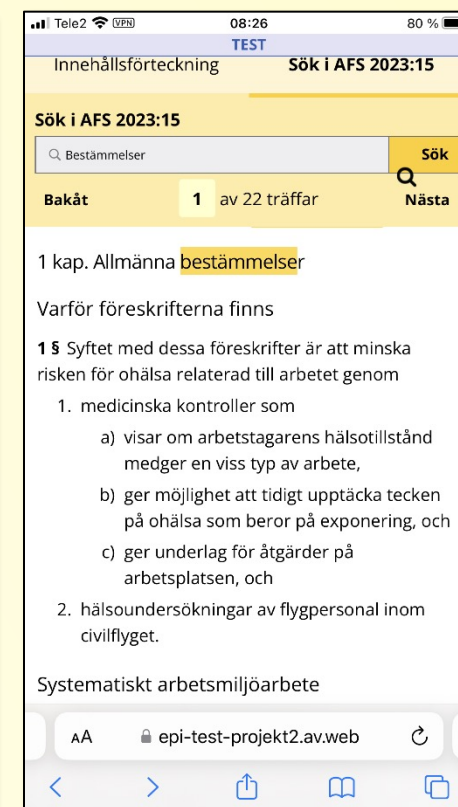 Tele2 VPN 08:26 80 %
TEST
Innehållsförteckning Sök i AFS 2023:15
Sök i AFS 2023:15
Bestämmelser Sök
Bakåt 1 av 22 träffar Nästa
1 kap. Allmänna bestämmelser
Varför föreskrifterna finns
1 § Syftet med dessa föreskrifter är att minska
risken för ohälsa relaterad till arbetet genom
1. medicinska kontroller som
a) visar om arbetstagarens hälsotillstånd
medger en viss typ av arbete,
b) ger möjlighet att tidigt upptäcka tecken
på ohälsa som beror på exponering, och
c) ger underlag för åtgärder på
arbetsplatsen, och
2. hälsoundersökningar av flygpersonal inom
civilflyget.
Systematiskt arbetsmiljöarbete
AA epi-test-projekt2.av.web